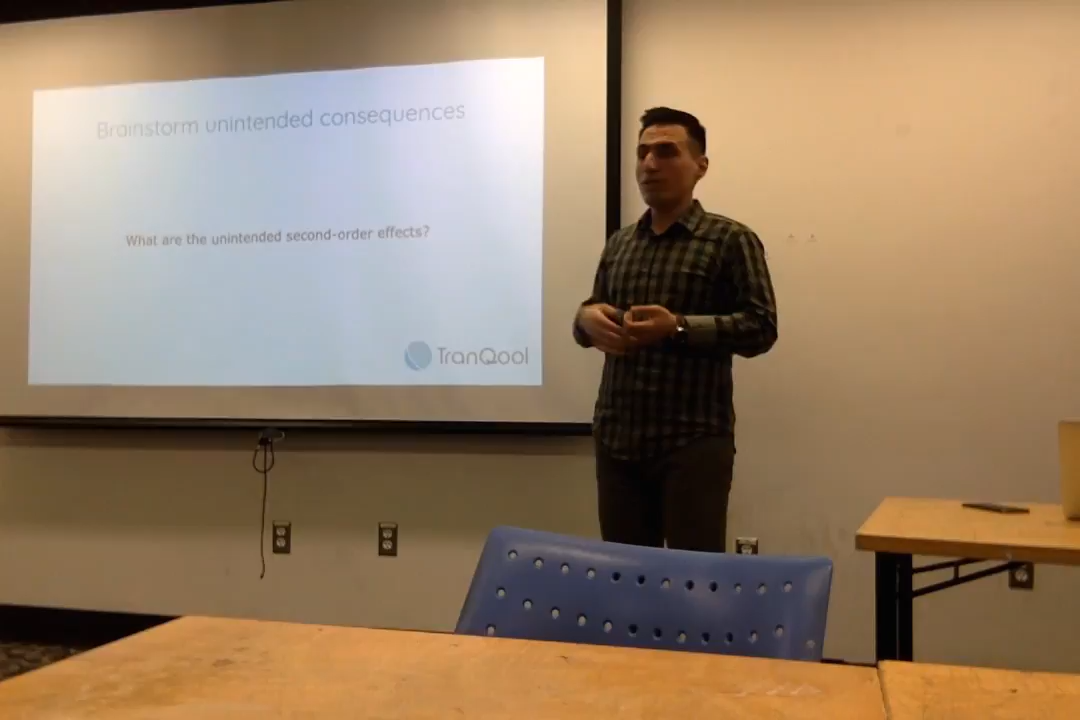 Brainstorm unintended consequences
What are the unintended second-order effects?
TranQool